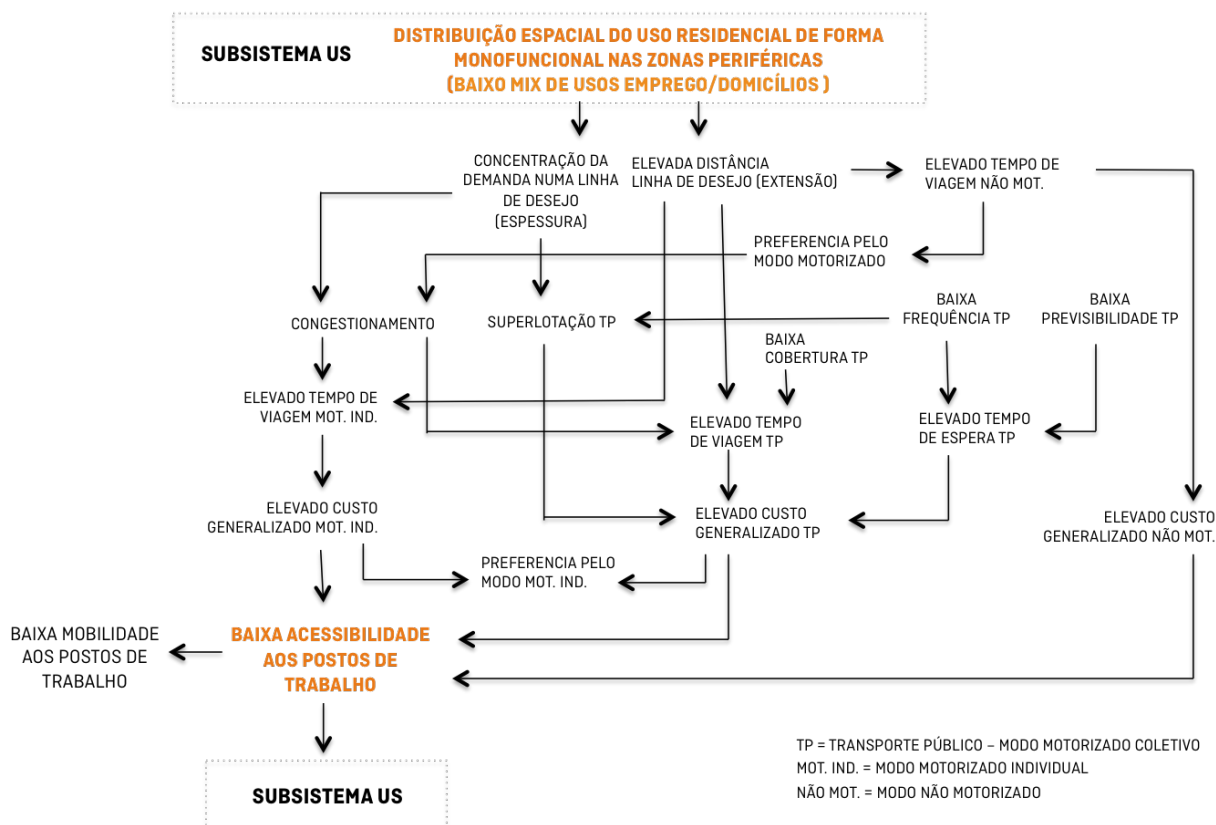 SUBSISTEMA US
DISTRIBUIÇÃO ESPACIAL DO USO RESIDENCIAL DE FORMA
MONOFUNCIONAL NAS ZONAS PERIFÉRICAS
(BAIXO MIX DE USOS EMPREGO/DOMICÍLIOS )
CONCENTRAÇÃO DA
DEMANDA NUMA LINHA
DE DESEJO
(ESPESSURA)
ELEVADA DISTÂNCIA
LINHA DE DESEJO (EXTENSÃO)
ELEVADO TEMPO DE
VIAGEM NÃO MOT.
PREFERENCIA PELO
MODO MOTORIZADO
CONGESTIONAMENTO
SUPERLOTAÇÃO TP
BAIXA
FREQUÊNCIA TP
BAIXA
PREVISIBILIDADE TP
BAIXA
COBERTURA TP
ELEVADO TEMPO DE
VIAGEM MOT. IND.
ELEVADO TEMPO
DE VIAGEM TP
ELEVADO TEMPO
DE ESPERA TP
ELEVADO CUSTO
GENERALIZADO MOT. IND.
ELEVADO CUSTO
GENERALIZADO TP
ELEVADO CUSTO
GENERALIZADO NÃO MOT.
PREFERENCIA PELO
MODO MOT. IND.
BAIXA MOBILIDADE
AOS POSTOS DE
TRABALHO
BAIXA ACESSIBILIDADE
AOS POSTOS DE
TRABALHO
SUBSISTEMA US
TP = TRANSPORTE PÚBLICO – MODO MOTORIZADO COLETIVO
MOT. IND. = MODO MOTORIZADO INDIVIDUAL
NÃO MOT. = MODO NÃO MOTORIZADO